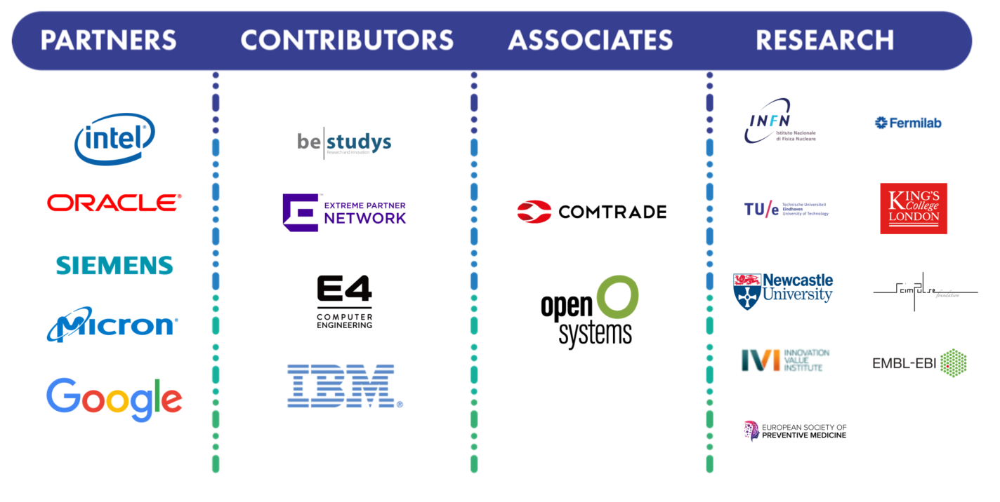 PARTNERS
CONTRIBUTORS
ASSOCIATES
RESEARCH
intel®
ORACLE®
SIEMENS
Micron®
Google
be studys
Research and Innovation
EXTREME PARTNER
NETWORK™
E4
COMPUTER
ENGINEERING
IBM®
COMTRADE
open
systems
INFN
Istituto Nazionale
di Fisica Nucleare
Fermilab
TU/e
Technische Universiteit
Eindhoven
University of Technology
KING'S
College
LONDON
Newcastle
University
Scimpulse
foundation
IVI
INNOVATION
VALUE
INSTITUTE
EMBL-EBI
EUROPEAN SOCIETY OF
PREVENTIVE MEDICINE